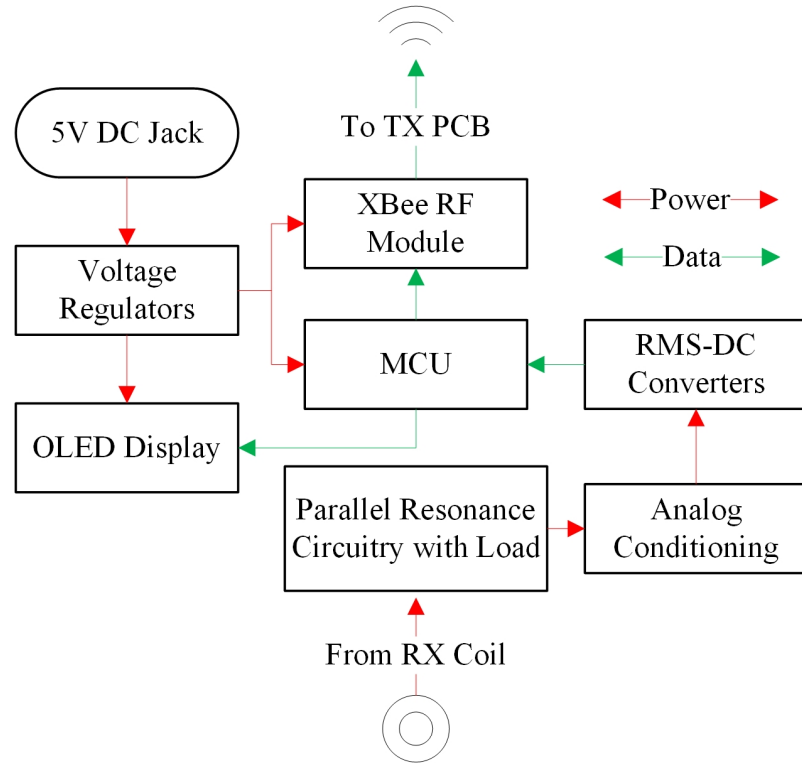 To TX PCB
5V DC Jack
XBee RF
Module
Power
Data
Voltage
Regulators
MCU
RMS-DC
Converters
OLED Display
Parallel Resonance
Circuitry with Load
Analog
Conditioning
From RX Coil